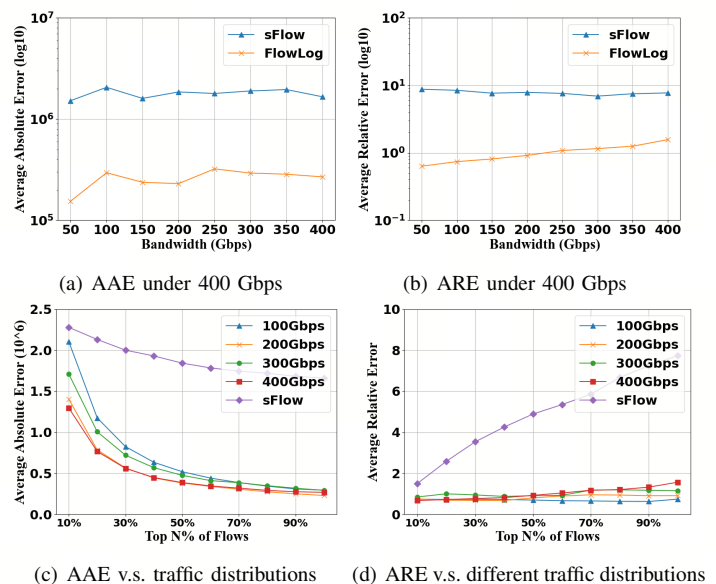 10^7
10^6
10^5
Average Absolute Error (log10)
sFlow
FlowLog
50 100 150 200 250 300 350 400
Bandwidth (Gbps)
(a) AAE under 400 Gbps
10^2
10^1
10^0
10^−1
Average Relative Error (log10)
sFlow
FlowLog
50 100 150 200 250 300 350 400
Bandwidth (Gbps)
(b) ARE under 400 Gbps
2.5
2.0
1.5
1.0
0.5
0.0
Average Absolute Error (10^6)
100Gbps
200Gbps
300Gbps
400Gbps
sFlow
10% 30% 50% 70% 90%
Top N% of Flows
(c) AAE v.s. traffic distributions
10
8
6
4
2
0
Average Relative Error
100Gbps
200Gbps
300Gbps
400Gbps
sFlow
10% 30% 50% 70% 90%
Top N% of Flows
(d) ARE v.s. different traffic distributions